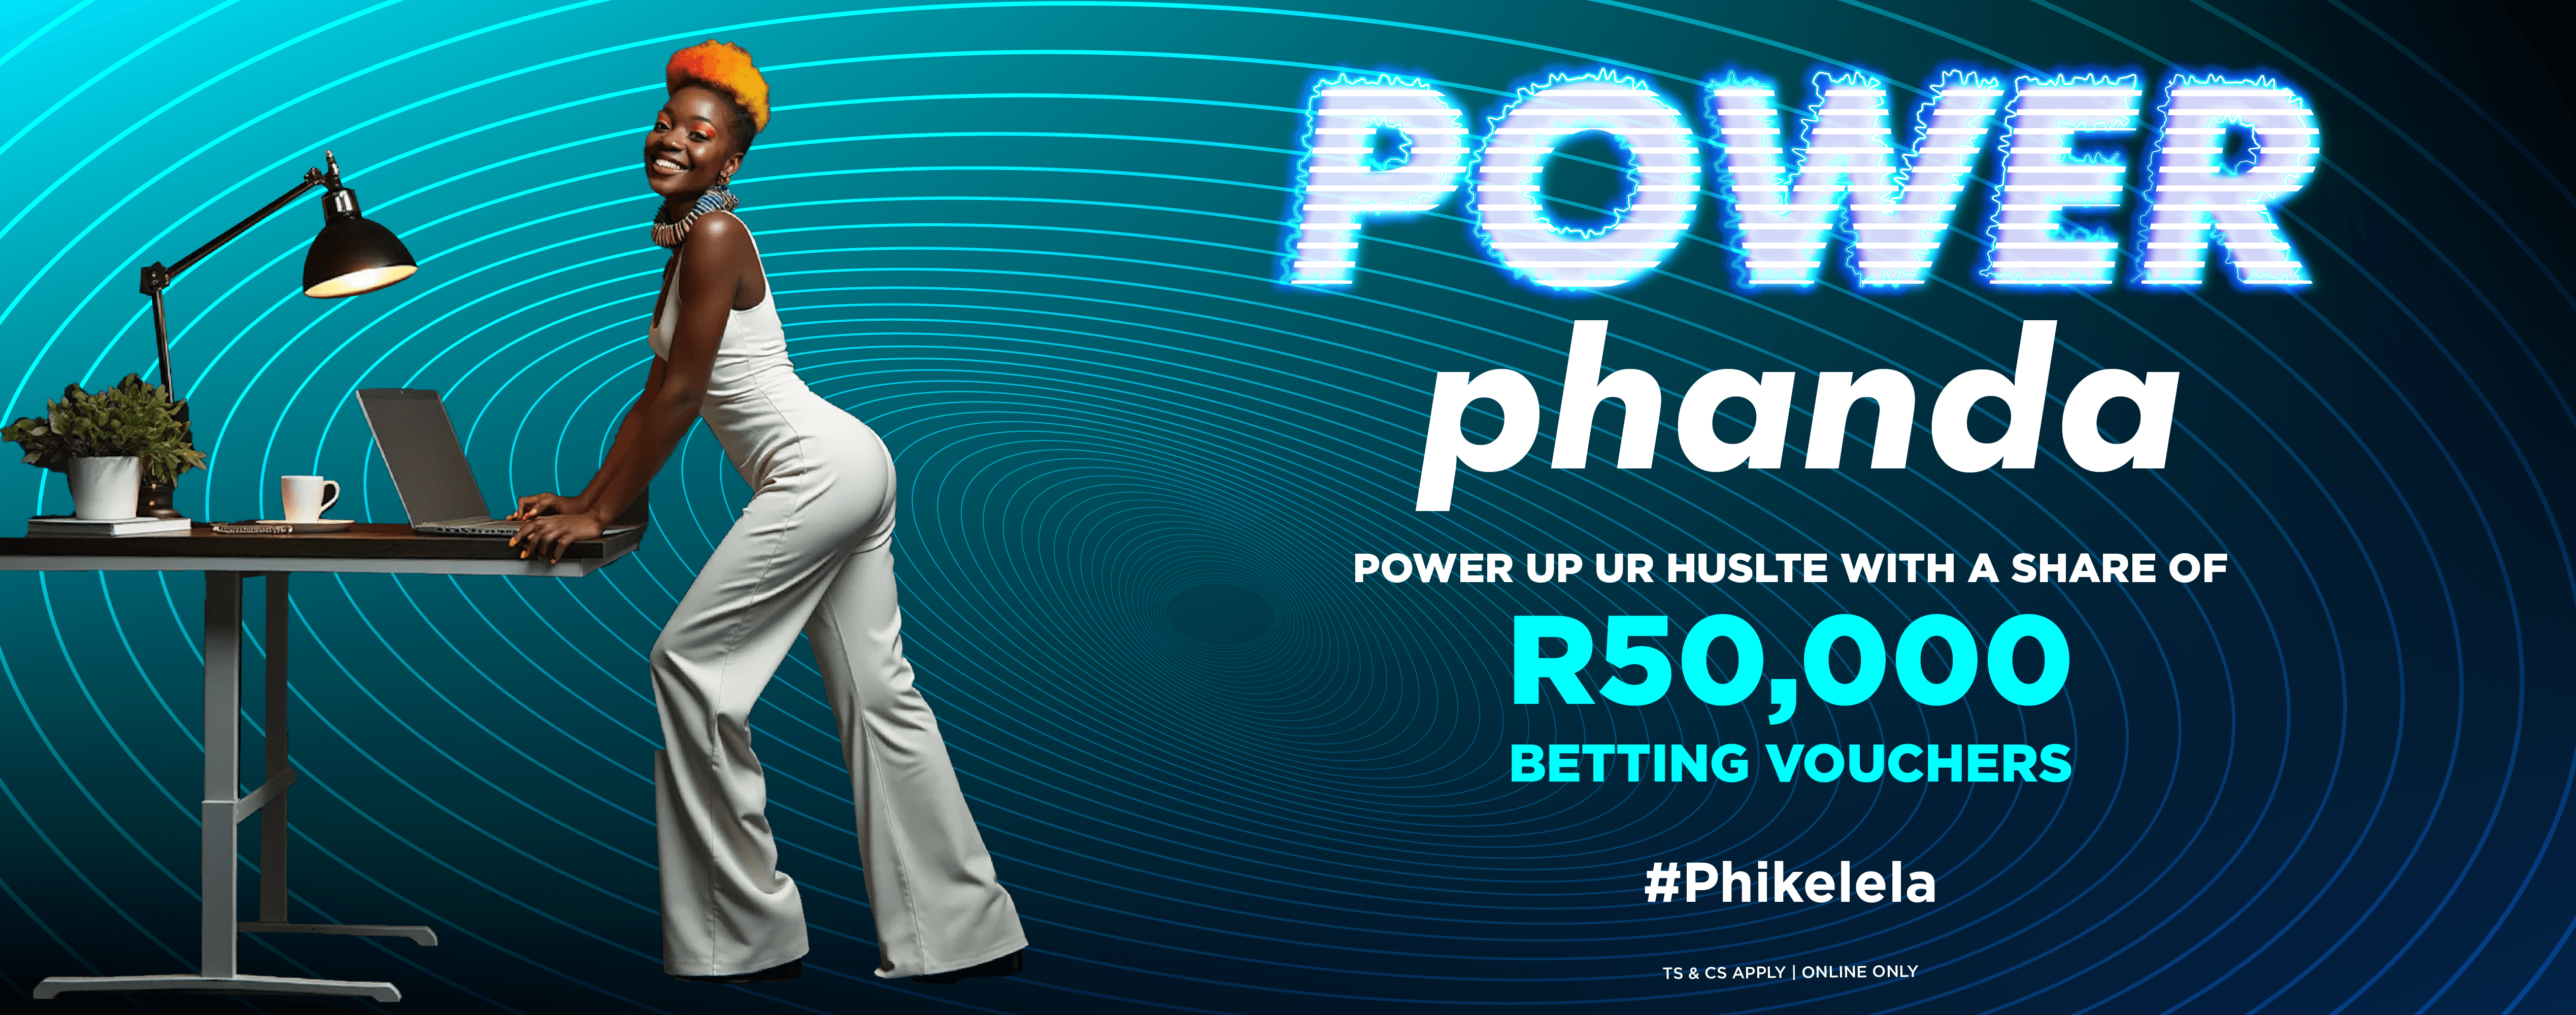 POWER
phanda
POWER UP UR HUSLTE WITH A SHARE OF
R50,000
BETTING VOUCHERS
#Phikelela
TS & CS APPLY | ONLINE ONLY